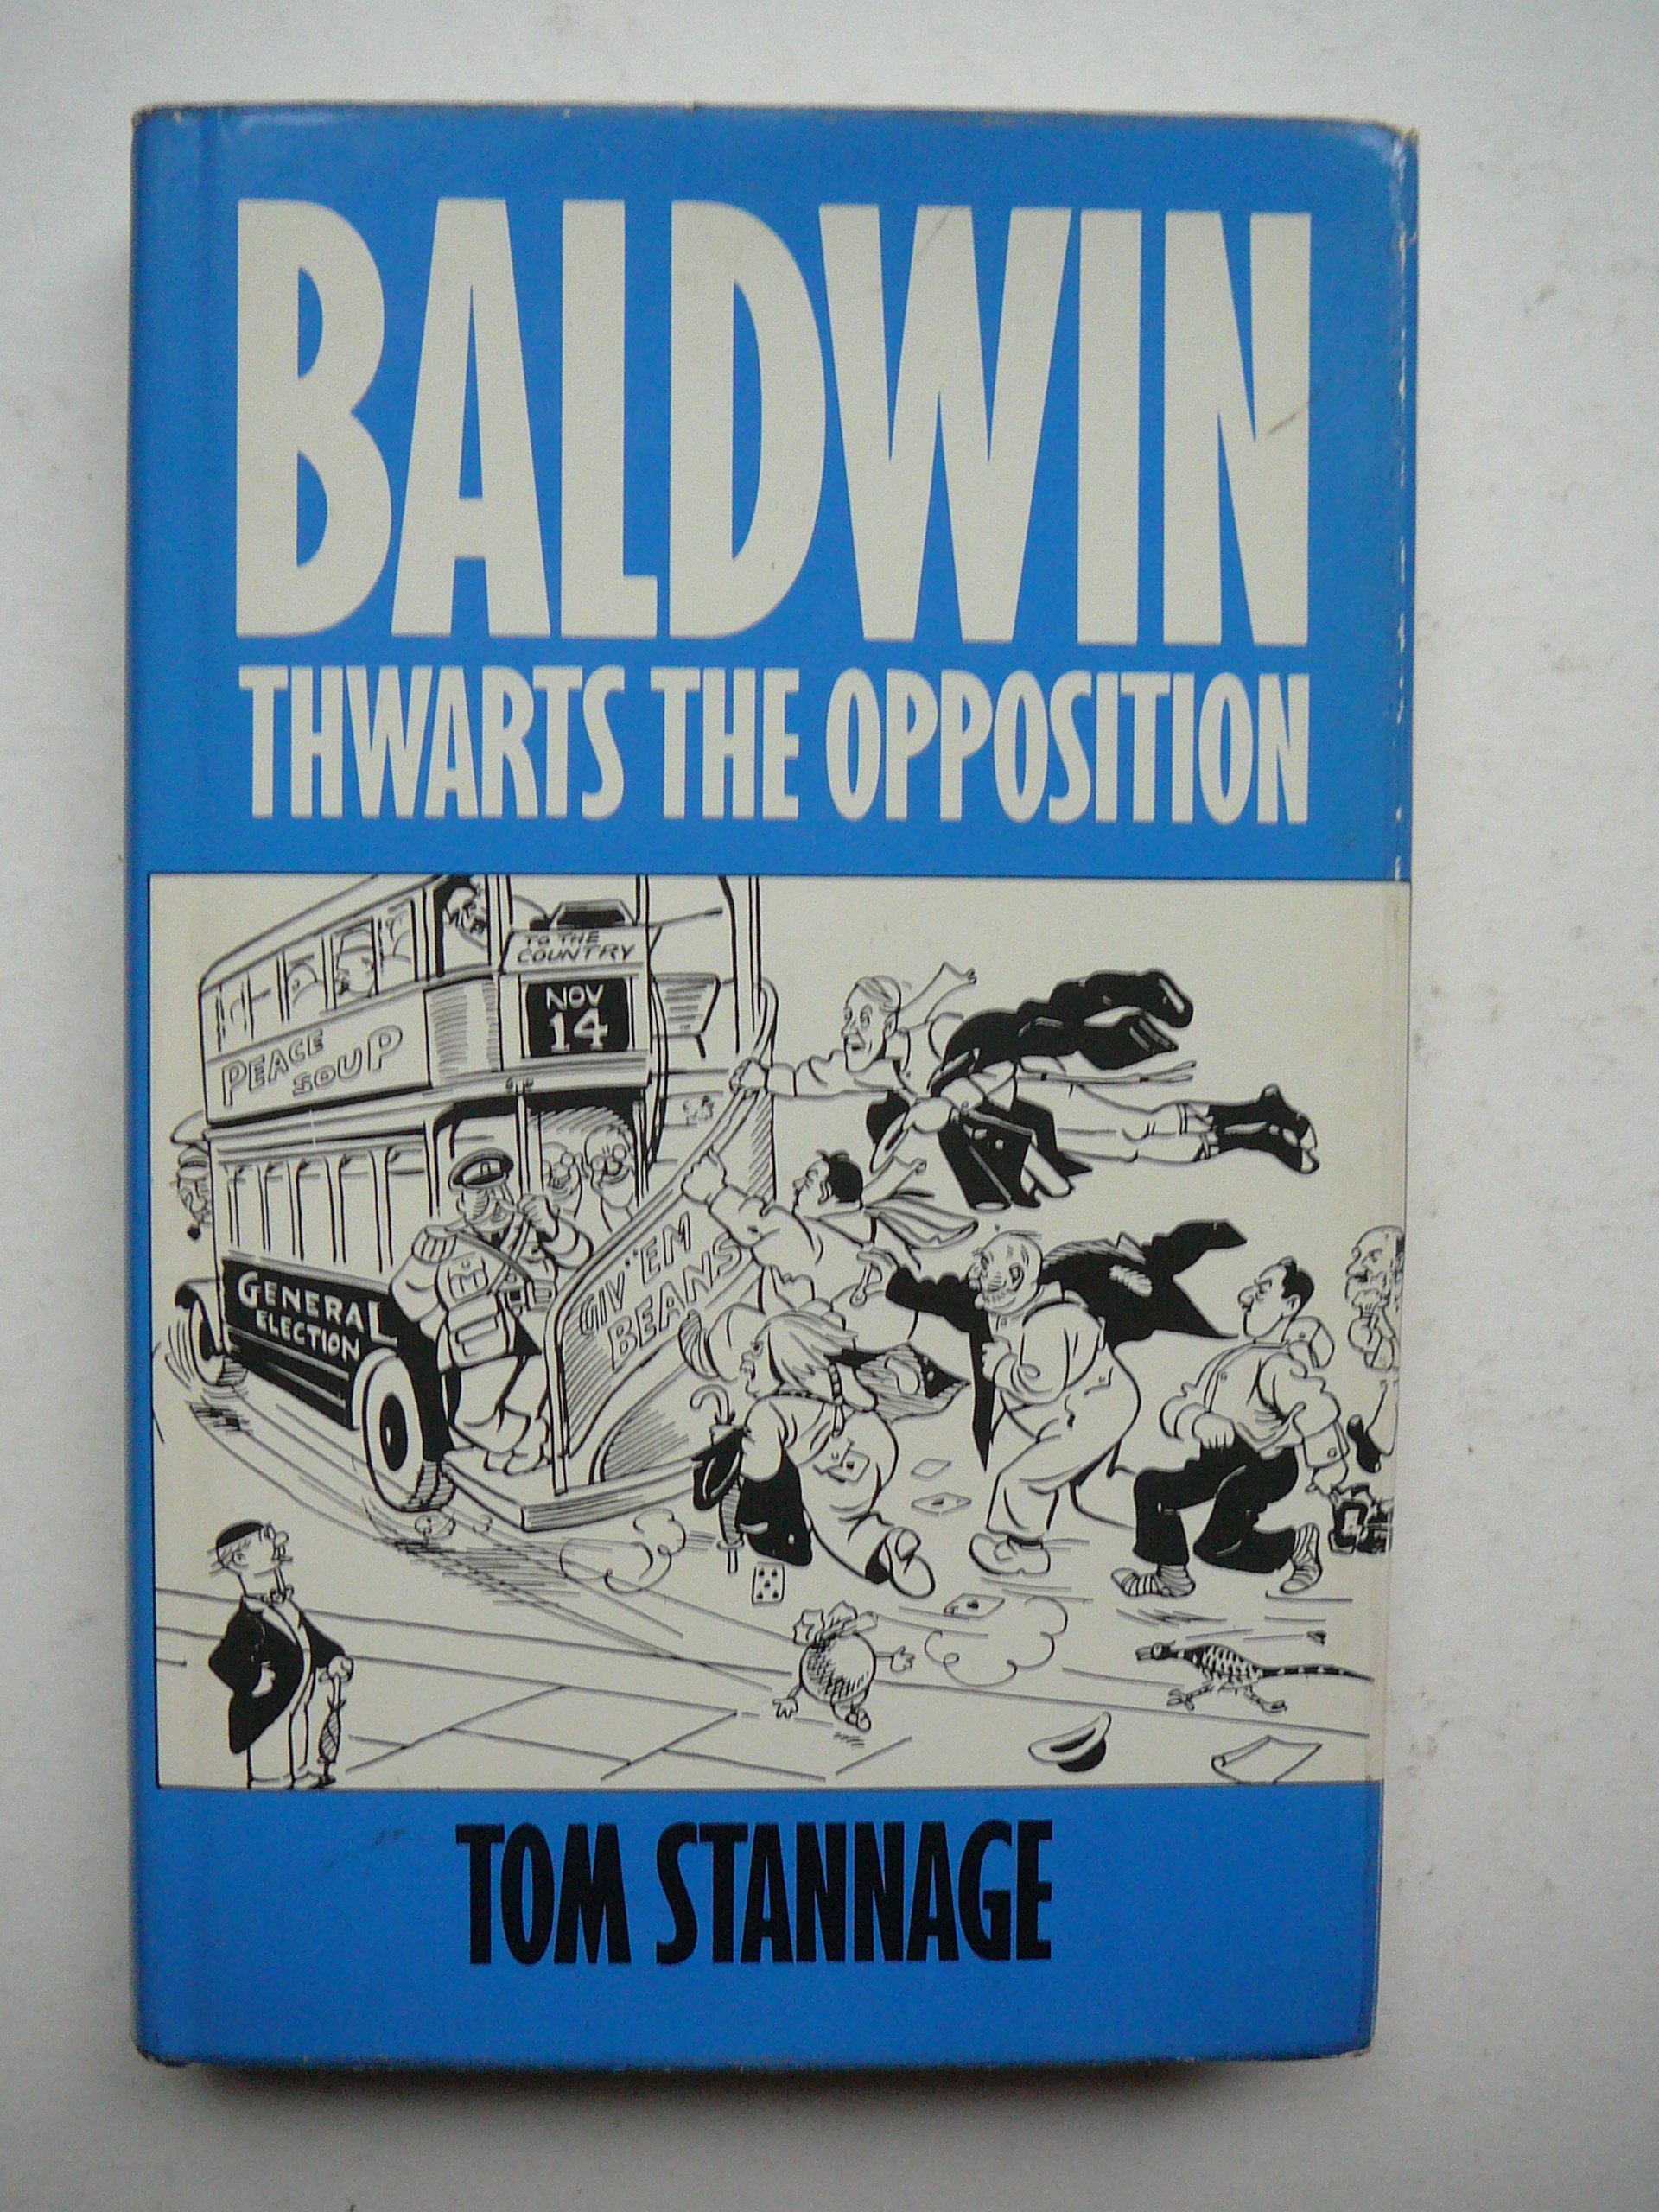 BALDWIN
THWARTS THE OPPOSITION
TO THE
COUNTRY
NOV
14
PEACE
SOUP
GENERAL
ELECTION
GIV 'EM
BEANS
TOM STANNAGE